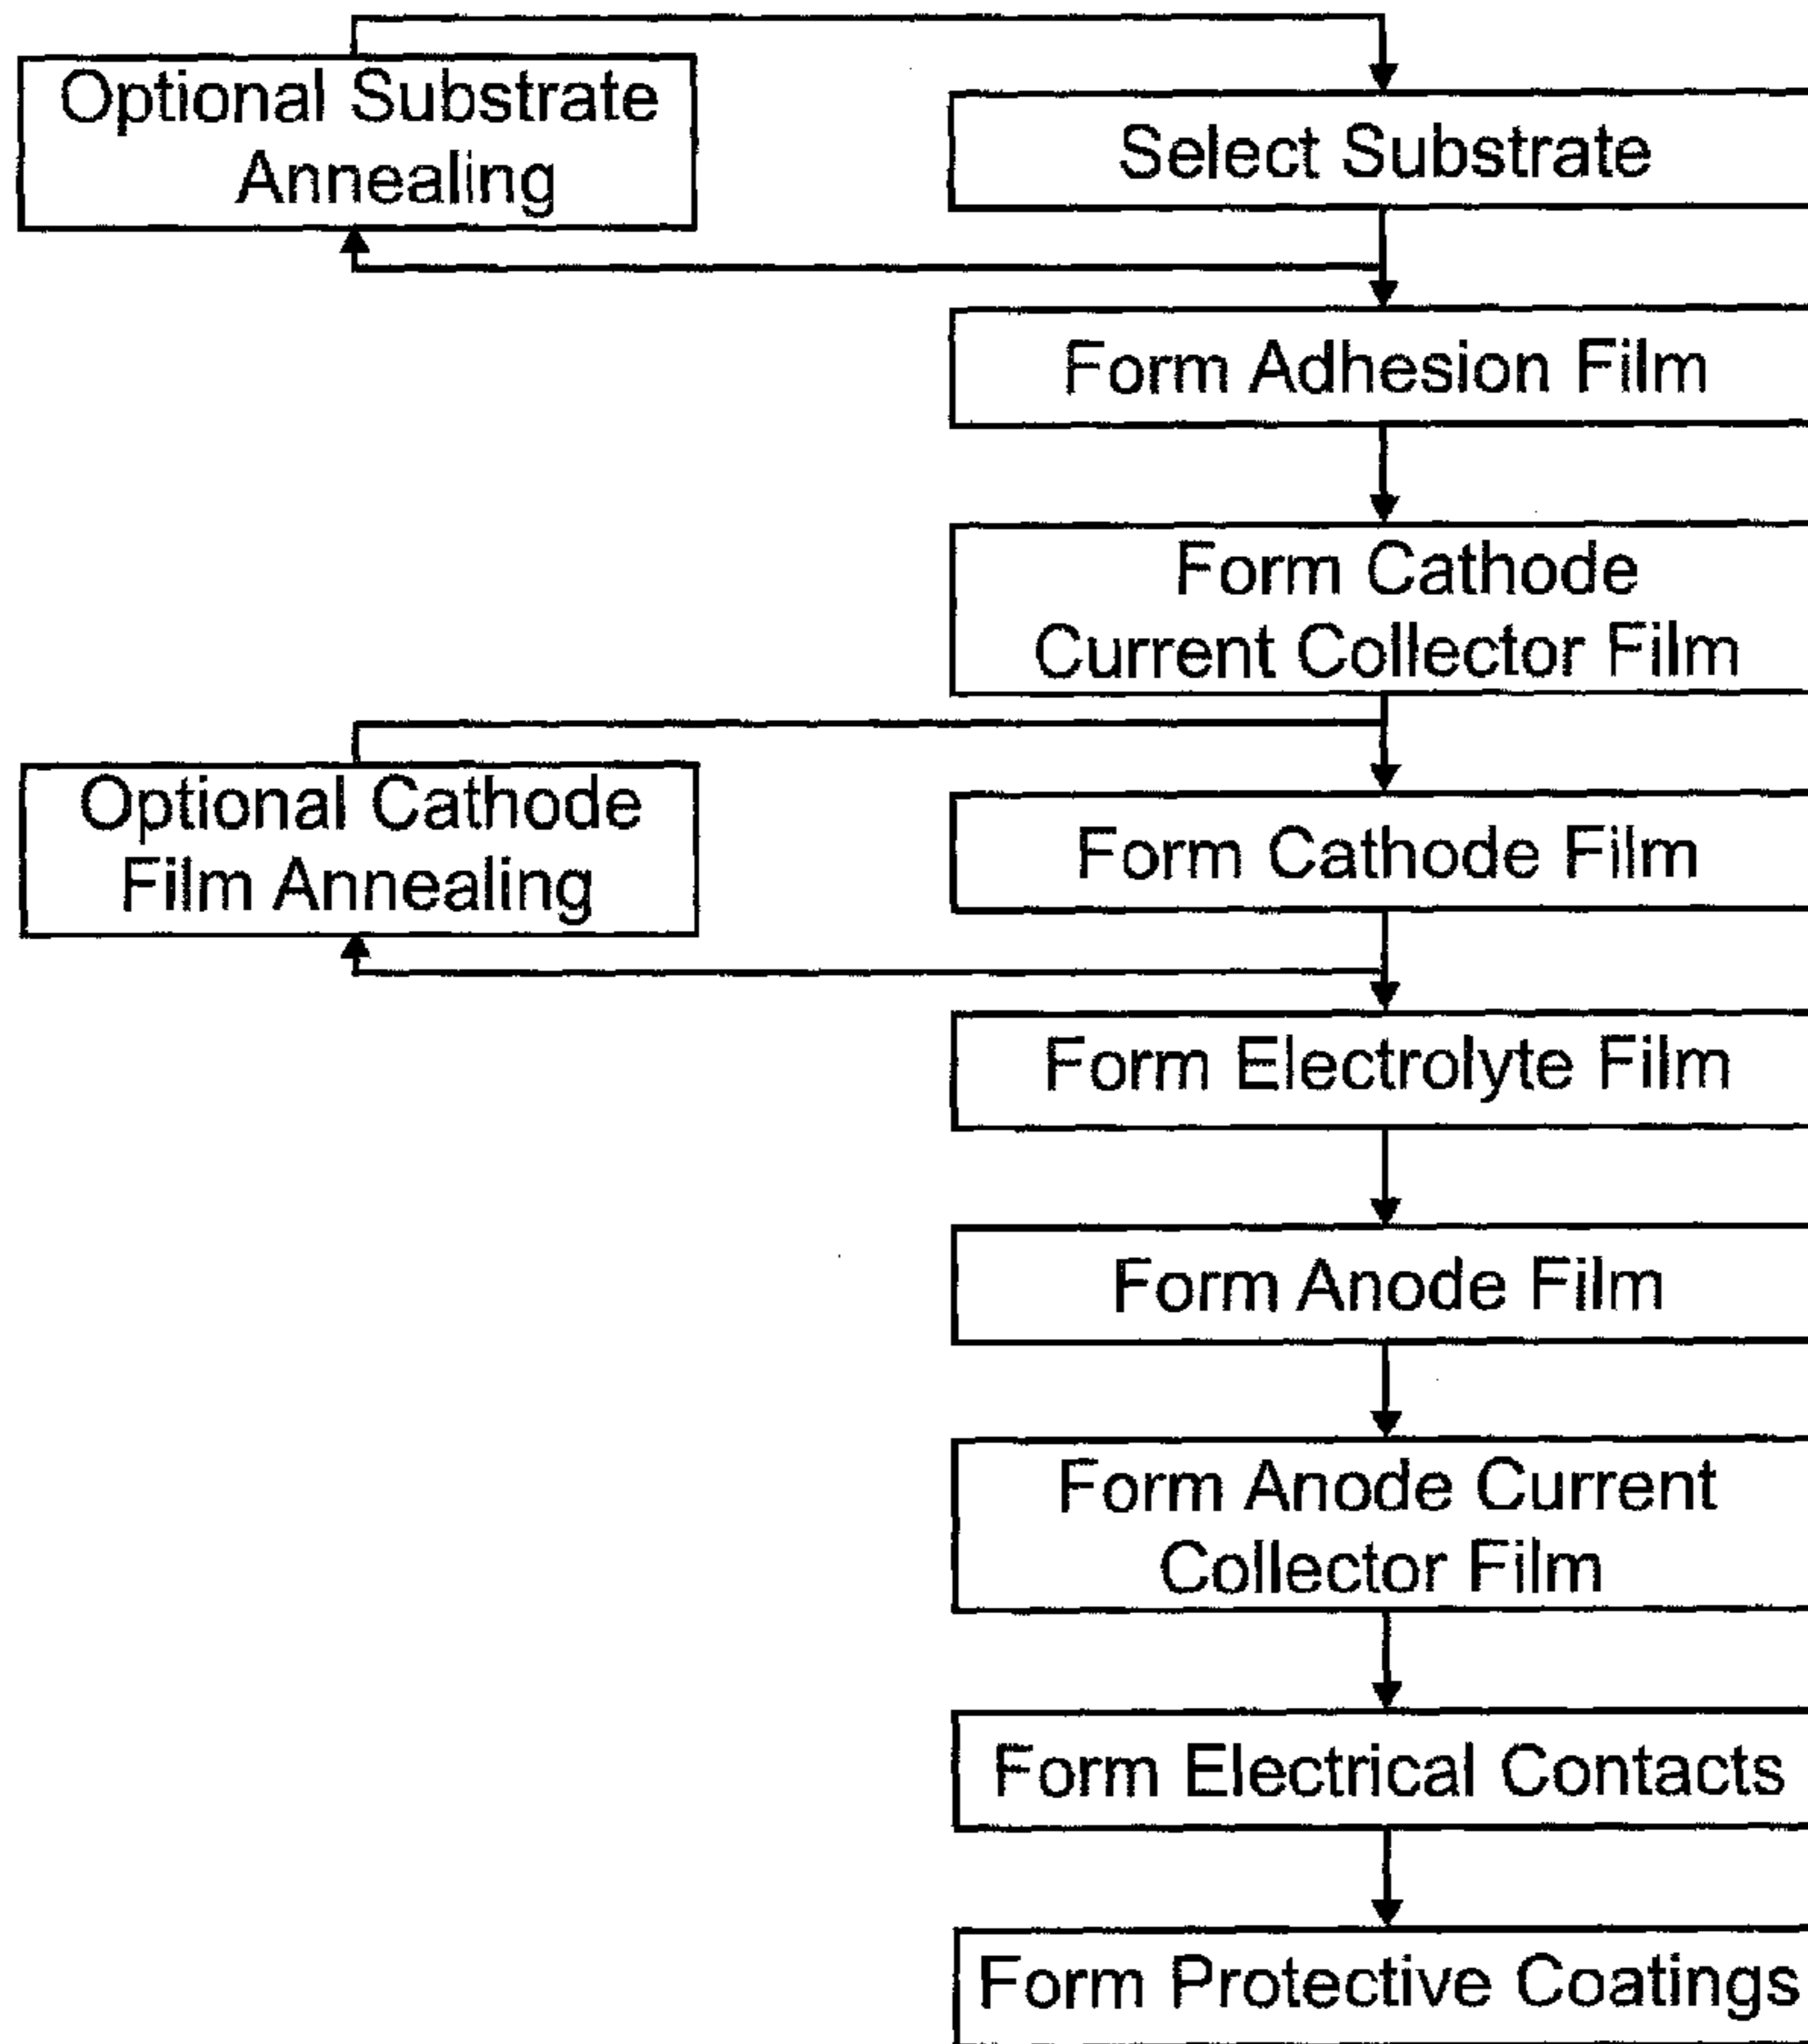 Optional Substrate
Annealing
Select Substrate
Form Adhesion Film
Form Cathode
Current Collector Film
Optional Cathode
Film Annealing
Form Cathode Film
Form Electrolyte Film
Form Anode Film
Form Anode Current
Collector Film
Form Electrical Contacts
Form Protective Coatings